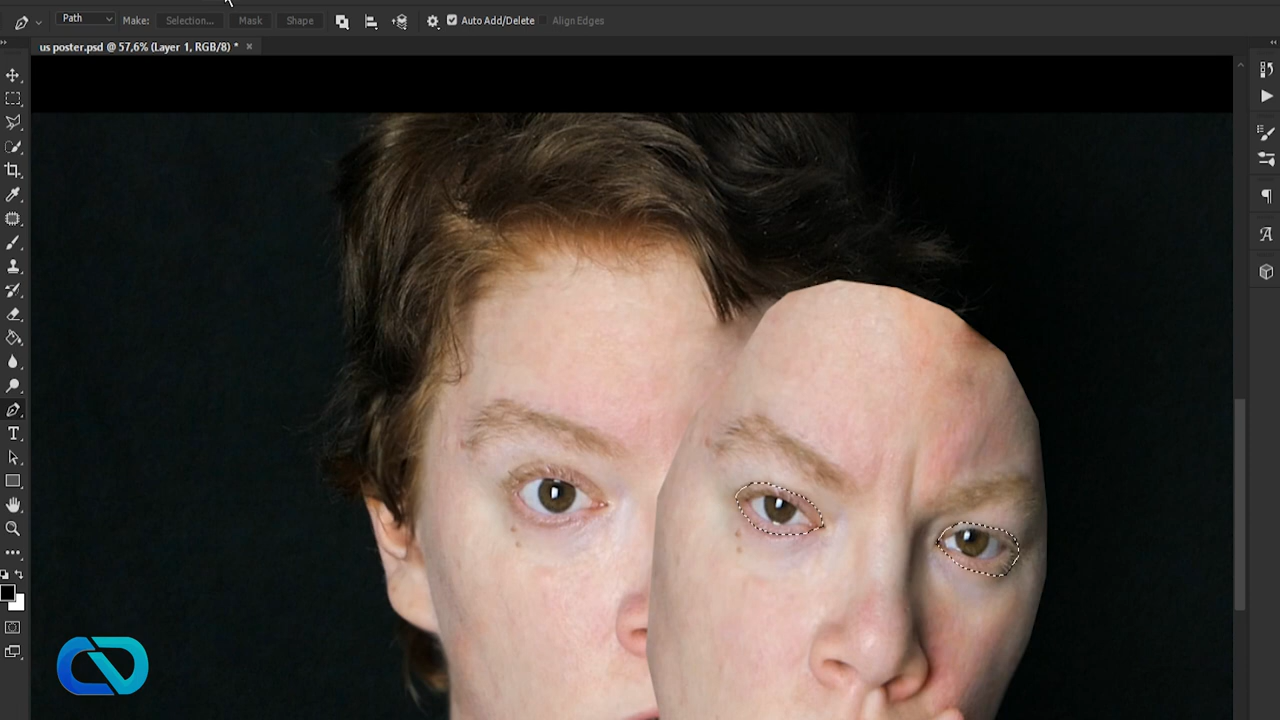 Path Make: Selection... Mask Shape Auto Add/Delete Align Edges
us poster.psd @ 57,6% (Layer 1, RGB/8) * ×